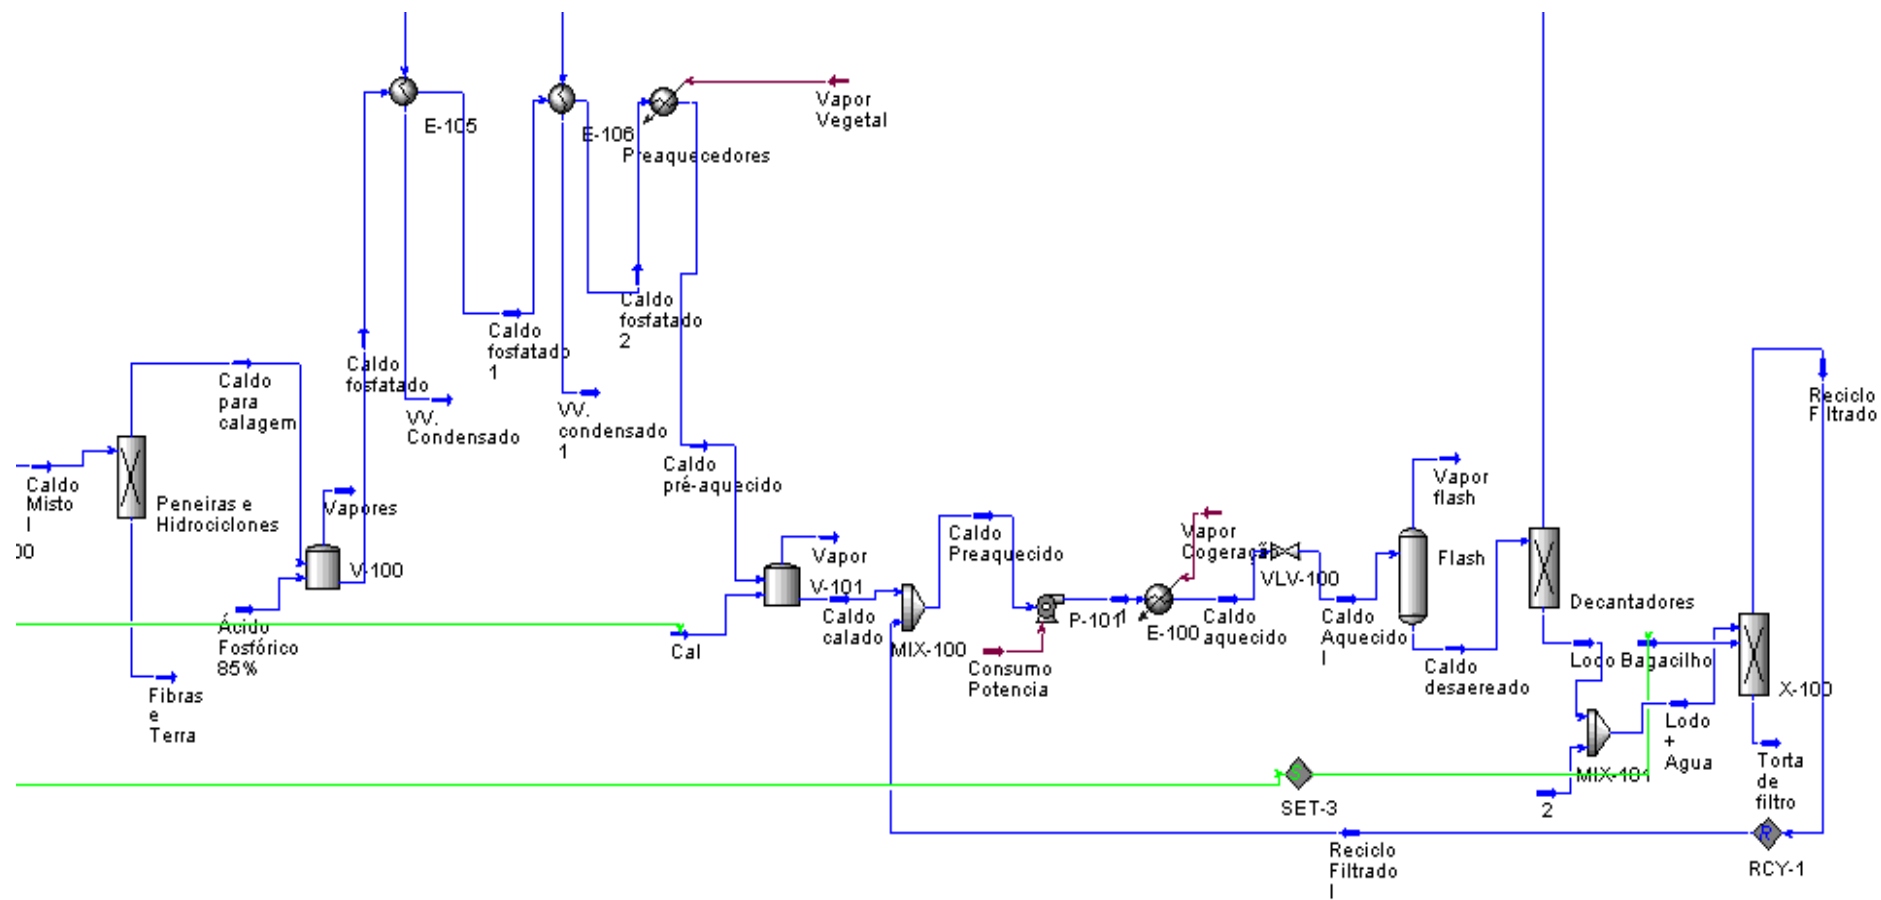 Vapor
Vegetal
E-105
E-106
Preaquecedores
Caldo
fosfatado
2
Caldo
fosfatado
1
Caldo
fosfatado
Caldo
para
calagem
VV.
Condensado
VV.
condensado
1
Reciclo
Filtrado
Caldo
pré-aquecido
Caldo
Misto
I
00
Peneiras e
Hidrociclones
Vapores
V-100
Vapor
flash
Vapor
Cogeração
Caldo
Preaquecido
Vapor
V-101
Flash
VLV-100
Caldo
calado
MIX-100
P-101
1
E-100
Caldo
aquecido
Caldo
Aquecido
I
Decantadores
Ácido
Fosfórico
85%
Cal
Consumo
Potencia
Caldo
desaereado
Lodo
Bagacilho
X-100
Fibras
e
Terra
Lodo
+
Agua
MIX-101
Torta
de
filtro
S
SET-3
2
R
RCY-1
Reciclo
Filtrado
I